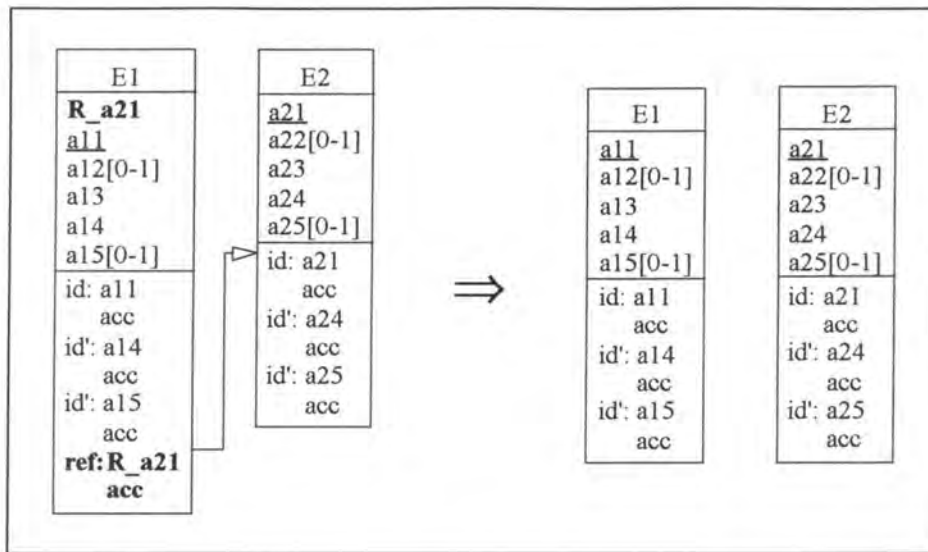 E1
R_a21
a11
a12[0-1]
a13
a14
a15[0-1]
id: a11
acc
id': a14
acc
id': a15
acc
ref: R_a21
acc
E2
a21
a22[0-1]
a23
a24
a25[0-1]
id: a21
acc
id': a24
acc
id': a25
acc
⇒
E1
a11
a12[0-1]
a13
a14
a15[0-1]
id: a11
acc
id': a14
acc
id': a15
acc
E2
a21
a22[0-1]
a23
a24
a25[0-1]
id: a21
acc
id': a24
acc
id': a25
acc